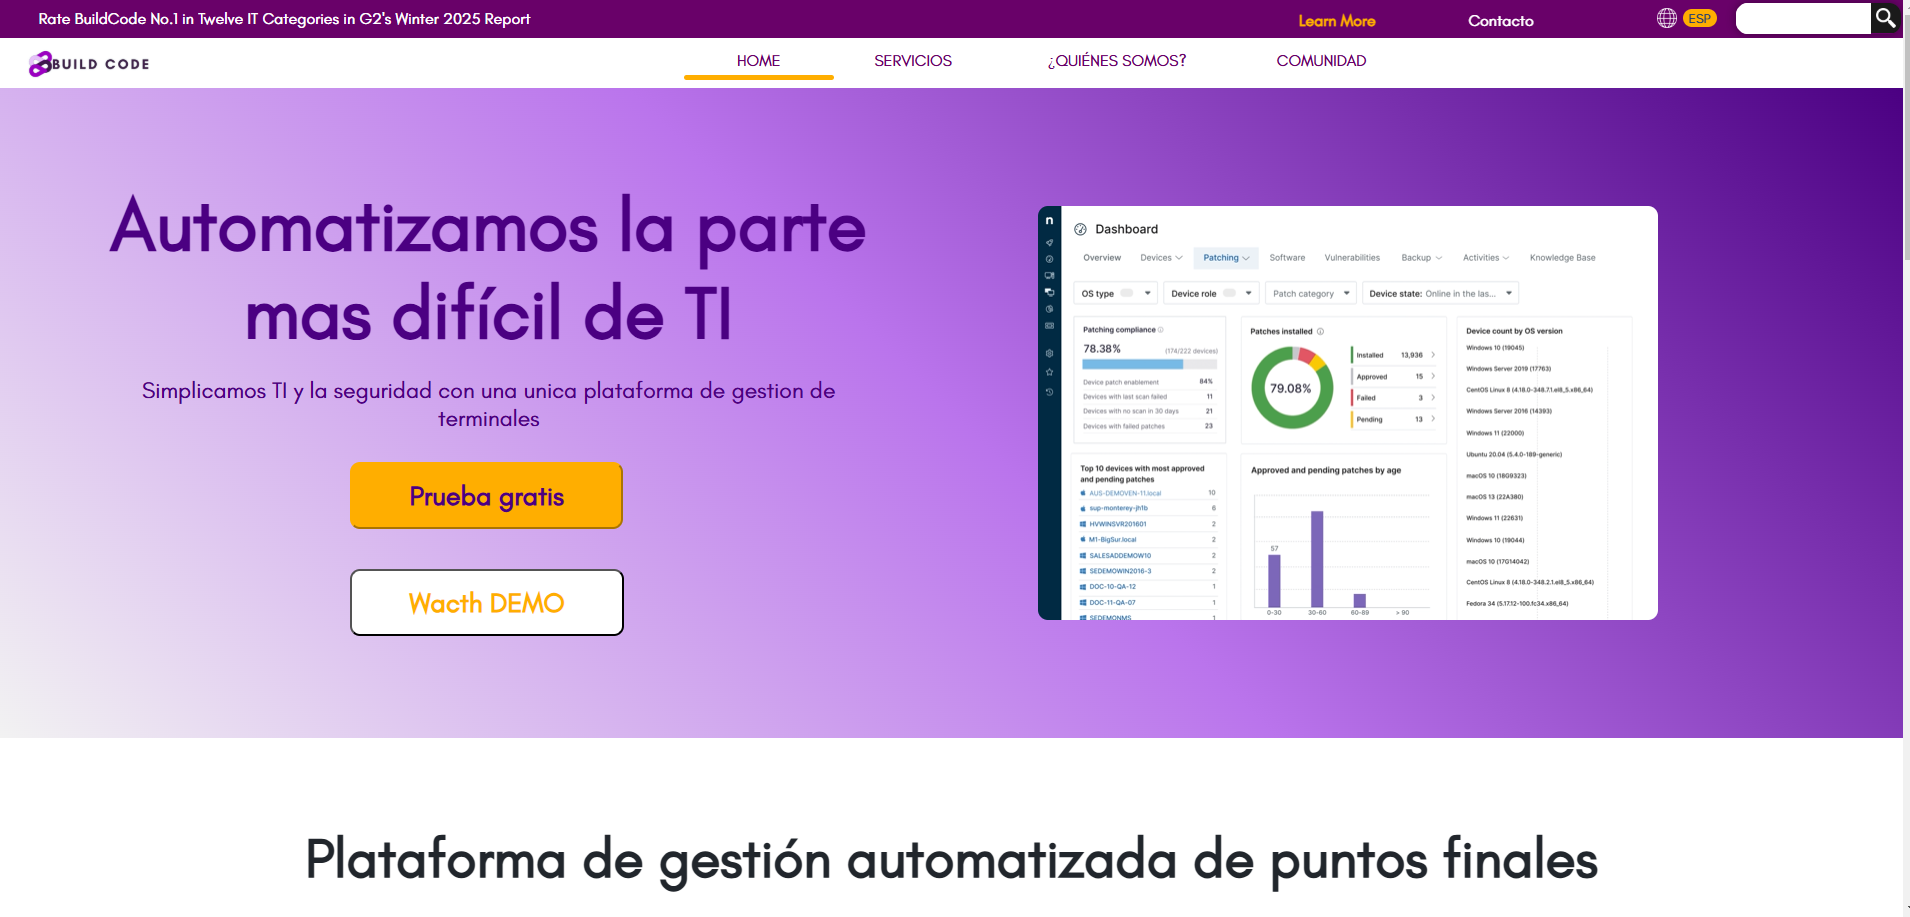 Rate BuildCode No.1 in Twelve IT Categories in G2's Winter 2025 Report
Learn More
Contacto
ESP
BUILD CODE
HOME
SERVICIOS
¿QUIÉNES SOMOS?
COMUNIDAD
Automatizamos la parte
mas difícil de TI
Simplicamos TI y la seguridad con una unica plataforma de gestion de
terminales
Prueba gratis
Wacth DEMO
n
Dashboard
Overview
Devices
Patching
Software
Vulnerabilities
Backup
Activities
Knowledge Base
OS type
Device role
Patch category
Device state: Online in the las...
Patching compliance
78.38%
(174/222 devices)
Device patch enablement 84%
Devices with last scan failed 11
Devices with no scan in 30 days 21
Devices with failed patches 23
Patches installed
79.08%
Installed 13,936
Approved 15
Failed 3
Pending 13
Device count by OS version
Windows 10 (19045)
Windows Server 2019 (17763)
CentOS Linux 8 (4.18.0-348.7.1.el8_5.x86_64)
Windows Server 2016 (14393)
Windows 11 (22000)
Ubuntu 20.04 (5.4.0-189-generic)
macOS 10 (18G9323)
macOS 13 (22A380)
Windows 11 (22631)
Windows 10 (19044)
macOS 10 (17G14042)
CentOS Linux 8 (4.18.0-348.2.1.el8_5.x86_64)
Fedora 34 (5.17.12-100.fc34.x86_64)
Top 10 devices with most approved
and pending patches
AUS-DEMOVEN-11.local 10
sup-monterey-jh1b 6
HVWINSVR201601 2
M1-BigSur.local 2
SALESADDEMOW10 2
SEDEMOWIN2016-3 2
DOC-10-QA-12 1
DOC-11-QA-07 1
SEDEMONMS 1
Approved and pending patches by age
57
0-30
30-60
60-89
> 90
Plataforma de gestión automatizada de puntos finales